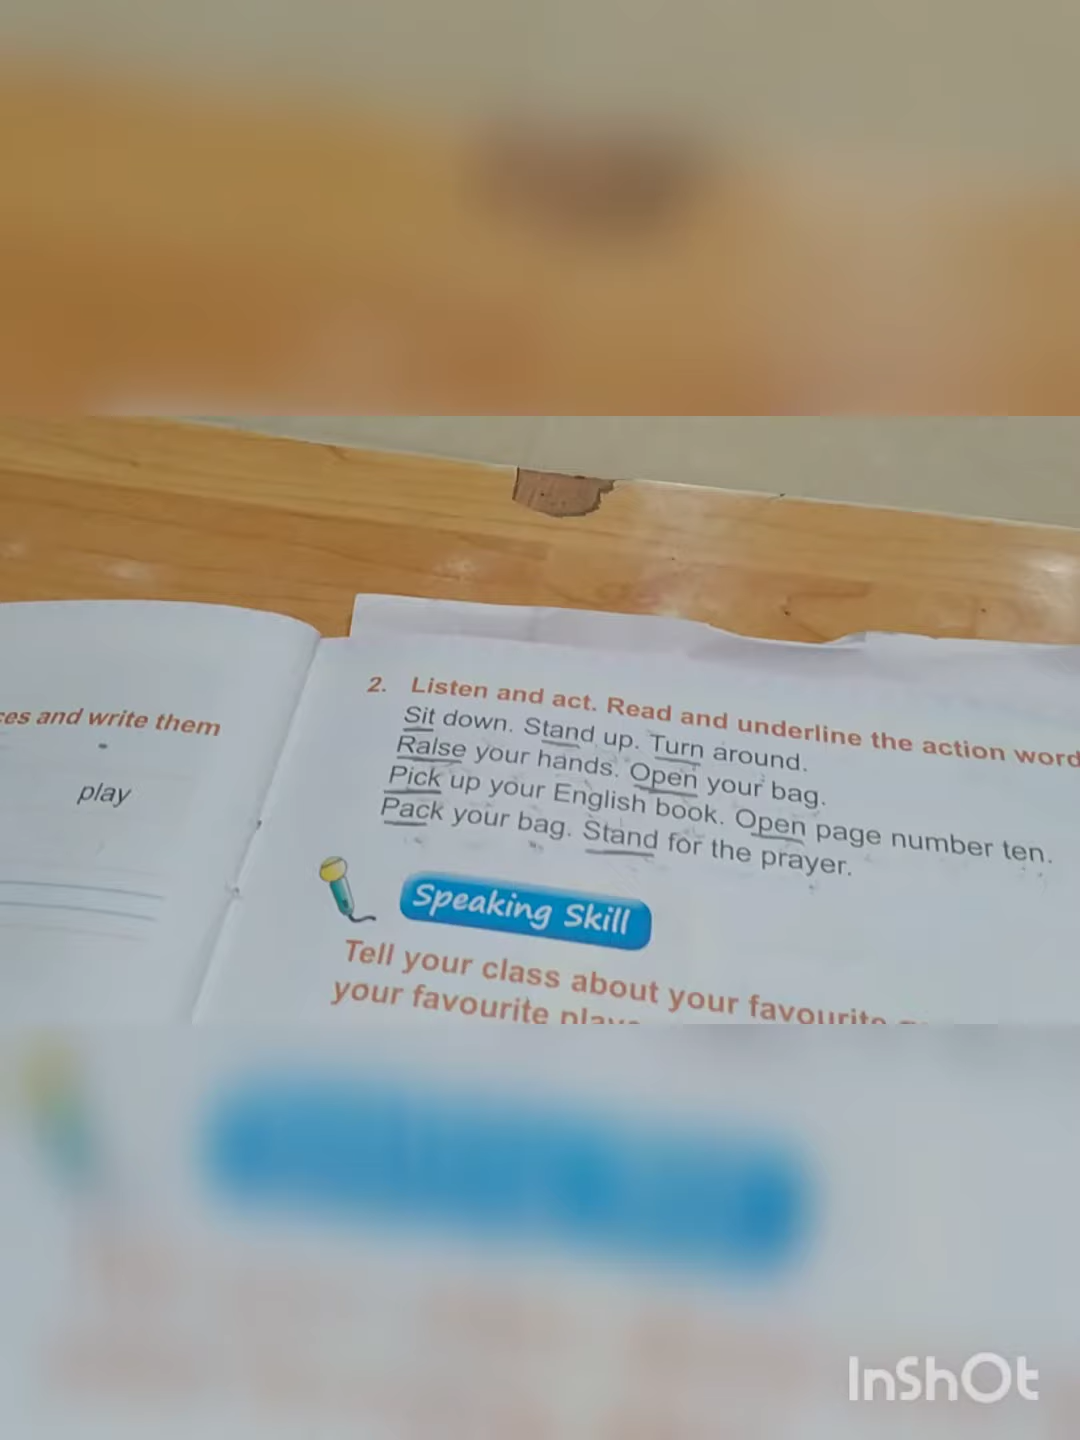 and write them
play
2. Listen and act. Read and underline the action word
Sit down. Stand up. Turn around.
Raise your hands. Open your bag.
Pick up your English book. Open page number ten.
Pack your bag. Stand for the prayer.
Speaking Skill
Tell your class about your favourite
your favourite
InShOt